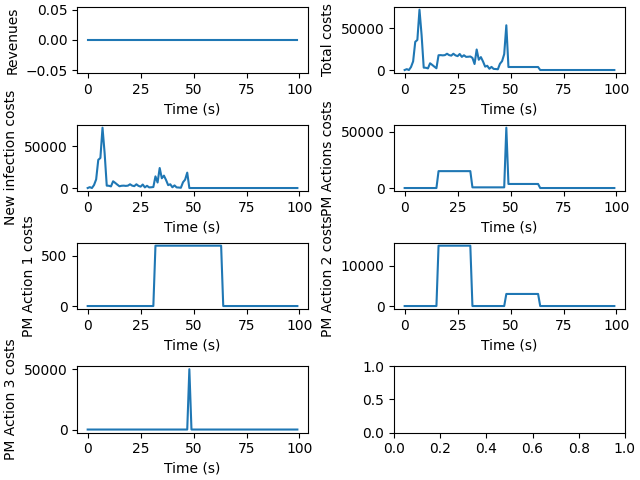 Revenues
0.05
0.00
−0.05
0 25 50 75 100
Time (s)
Total costs
50000
0
0 25 50 75 100
Time (s)
New infection costs
50000
0
0 25 50 75 100
Time (s)
PM Actions costs
50000
0
0 25 50 75 100
Time (s)
PM Action 1 costs
500
0
0 25 50 75 100
Time (s)
PM Action 2 costs
10000
0
0 25 50 75 100
Time (s)
PM Action 3 costs
50000
0
0 25 50 75 100
Time (s)
1.0
0.5
0.0
0.0 0.2 0.4 0.6 0.8 1.0